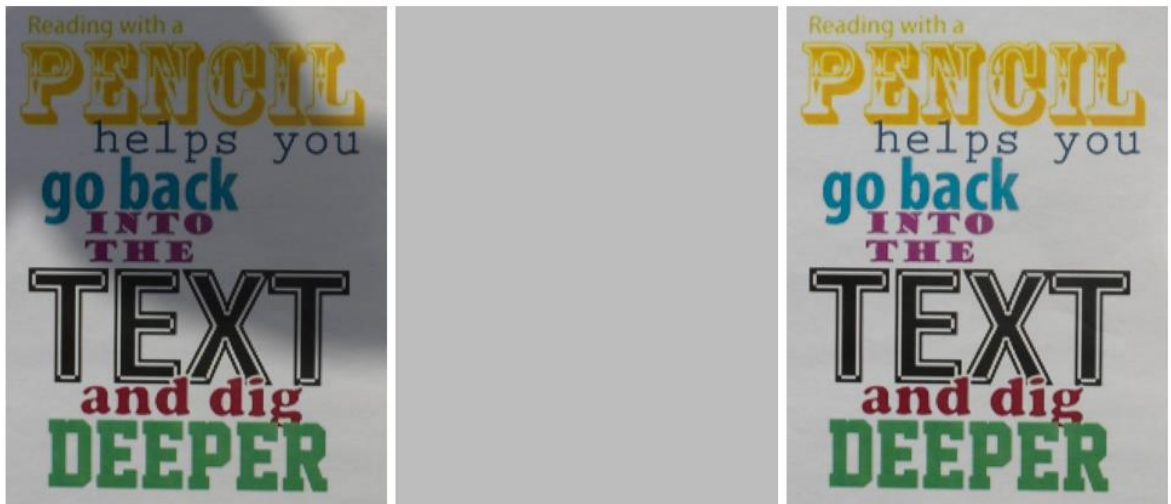 Reading with a
PENCIL
helps you
go back
INTO
THE
TEXT
and dig
DEEPER
Reading with a
PENCIL
helps you
go back
INTO
THE
TEXT
and dig
DEEPER